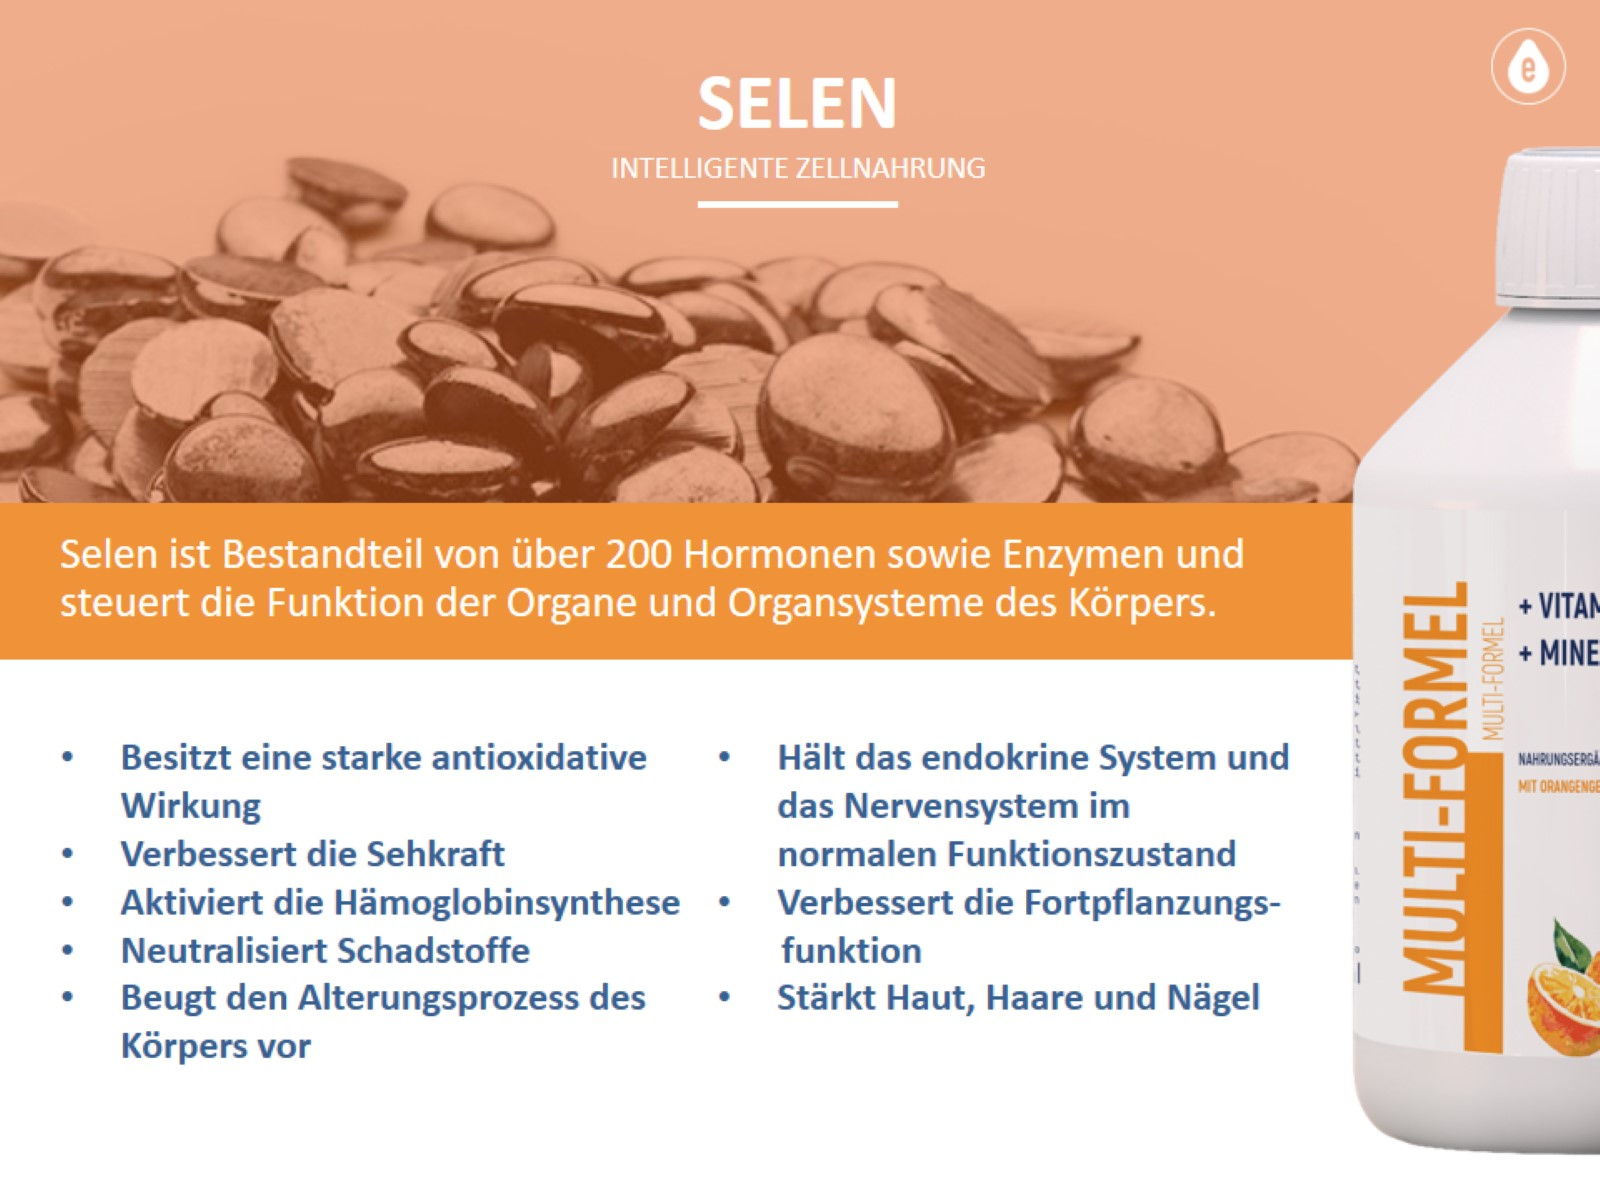 e
SELEN
INTELLIGENTE ZELLNAHRUNG
Selen ist Bestandteil von über 200 Hormonen sowie Enzymen und
steuert die Funktion der Organe und Organsysteme des Körpers.
• Besitzt eine starke antioxidative
Wirkung
• Verbessert die Sehkraft
• Aktiviert die Hämoglobinsynthese
• Neutralisiert Schadstoffe
• Beugt den Alterungsprozess des
Körpers vor
• Hält das endokrine System und
das Nervensystem im
normalen Funktionszustand
• Verbessert die Fortpflanzungs-
funktion
• Stärkt Haut, Haare und Nägel
MULTI-FORMEL
MULTI-FORMEL
+ VITAM
+ MINE
NAHRUNGSERGÄ
MIT ORANGENGE